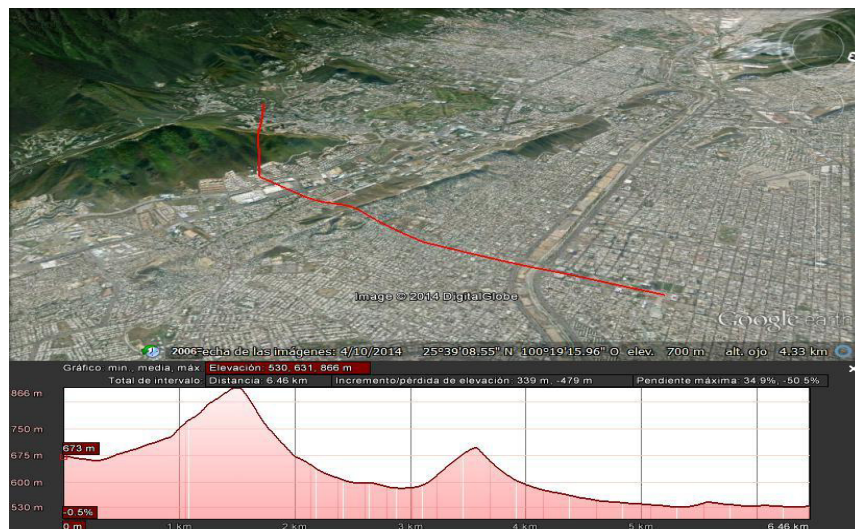 Image © 2014 DigitalGlobe
Google earth
2006 Fecha de las imágenes: 4/10/2014 25°39'08.55" N 100°19'15.96" O elev. 700 m alt. ojo 4.33 km
Gráfico: min., media, máx Elevación: 530, 631, 866 m
Total de intervalo: Distancia: 6.46 km Incremento/pérdida de elevación: 339 m, -479 m Pendiente máxima: 34.9%, -50.5%
866 m
750 m
673 m
675 m
600 m
530 m
-0.5%
0 m 1 km 2 km 3 km 4 km 5 km 6.46 km